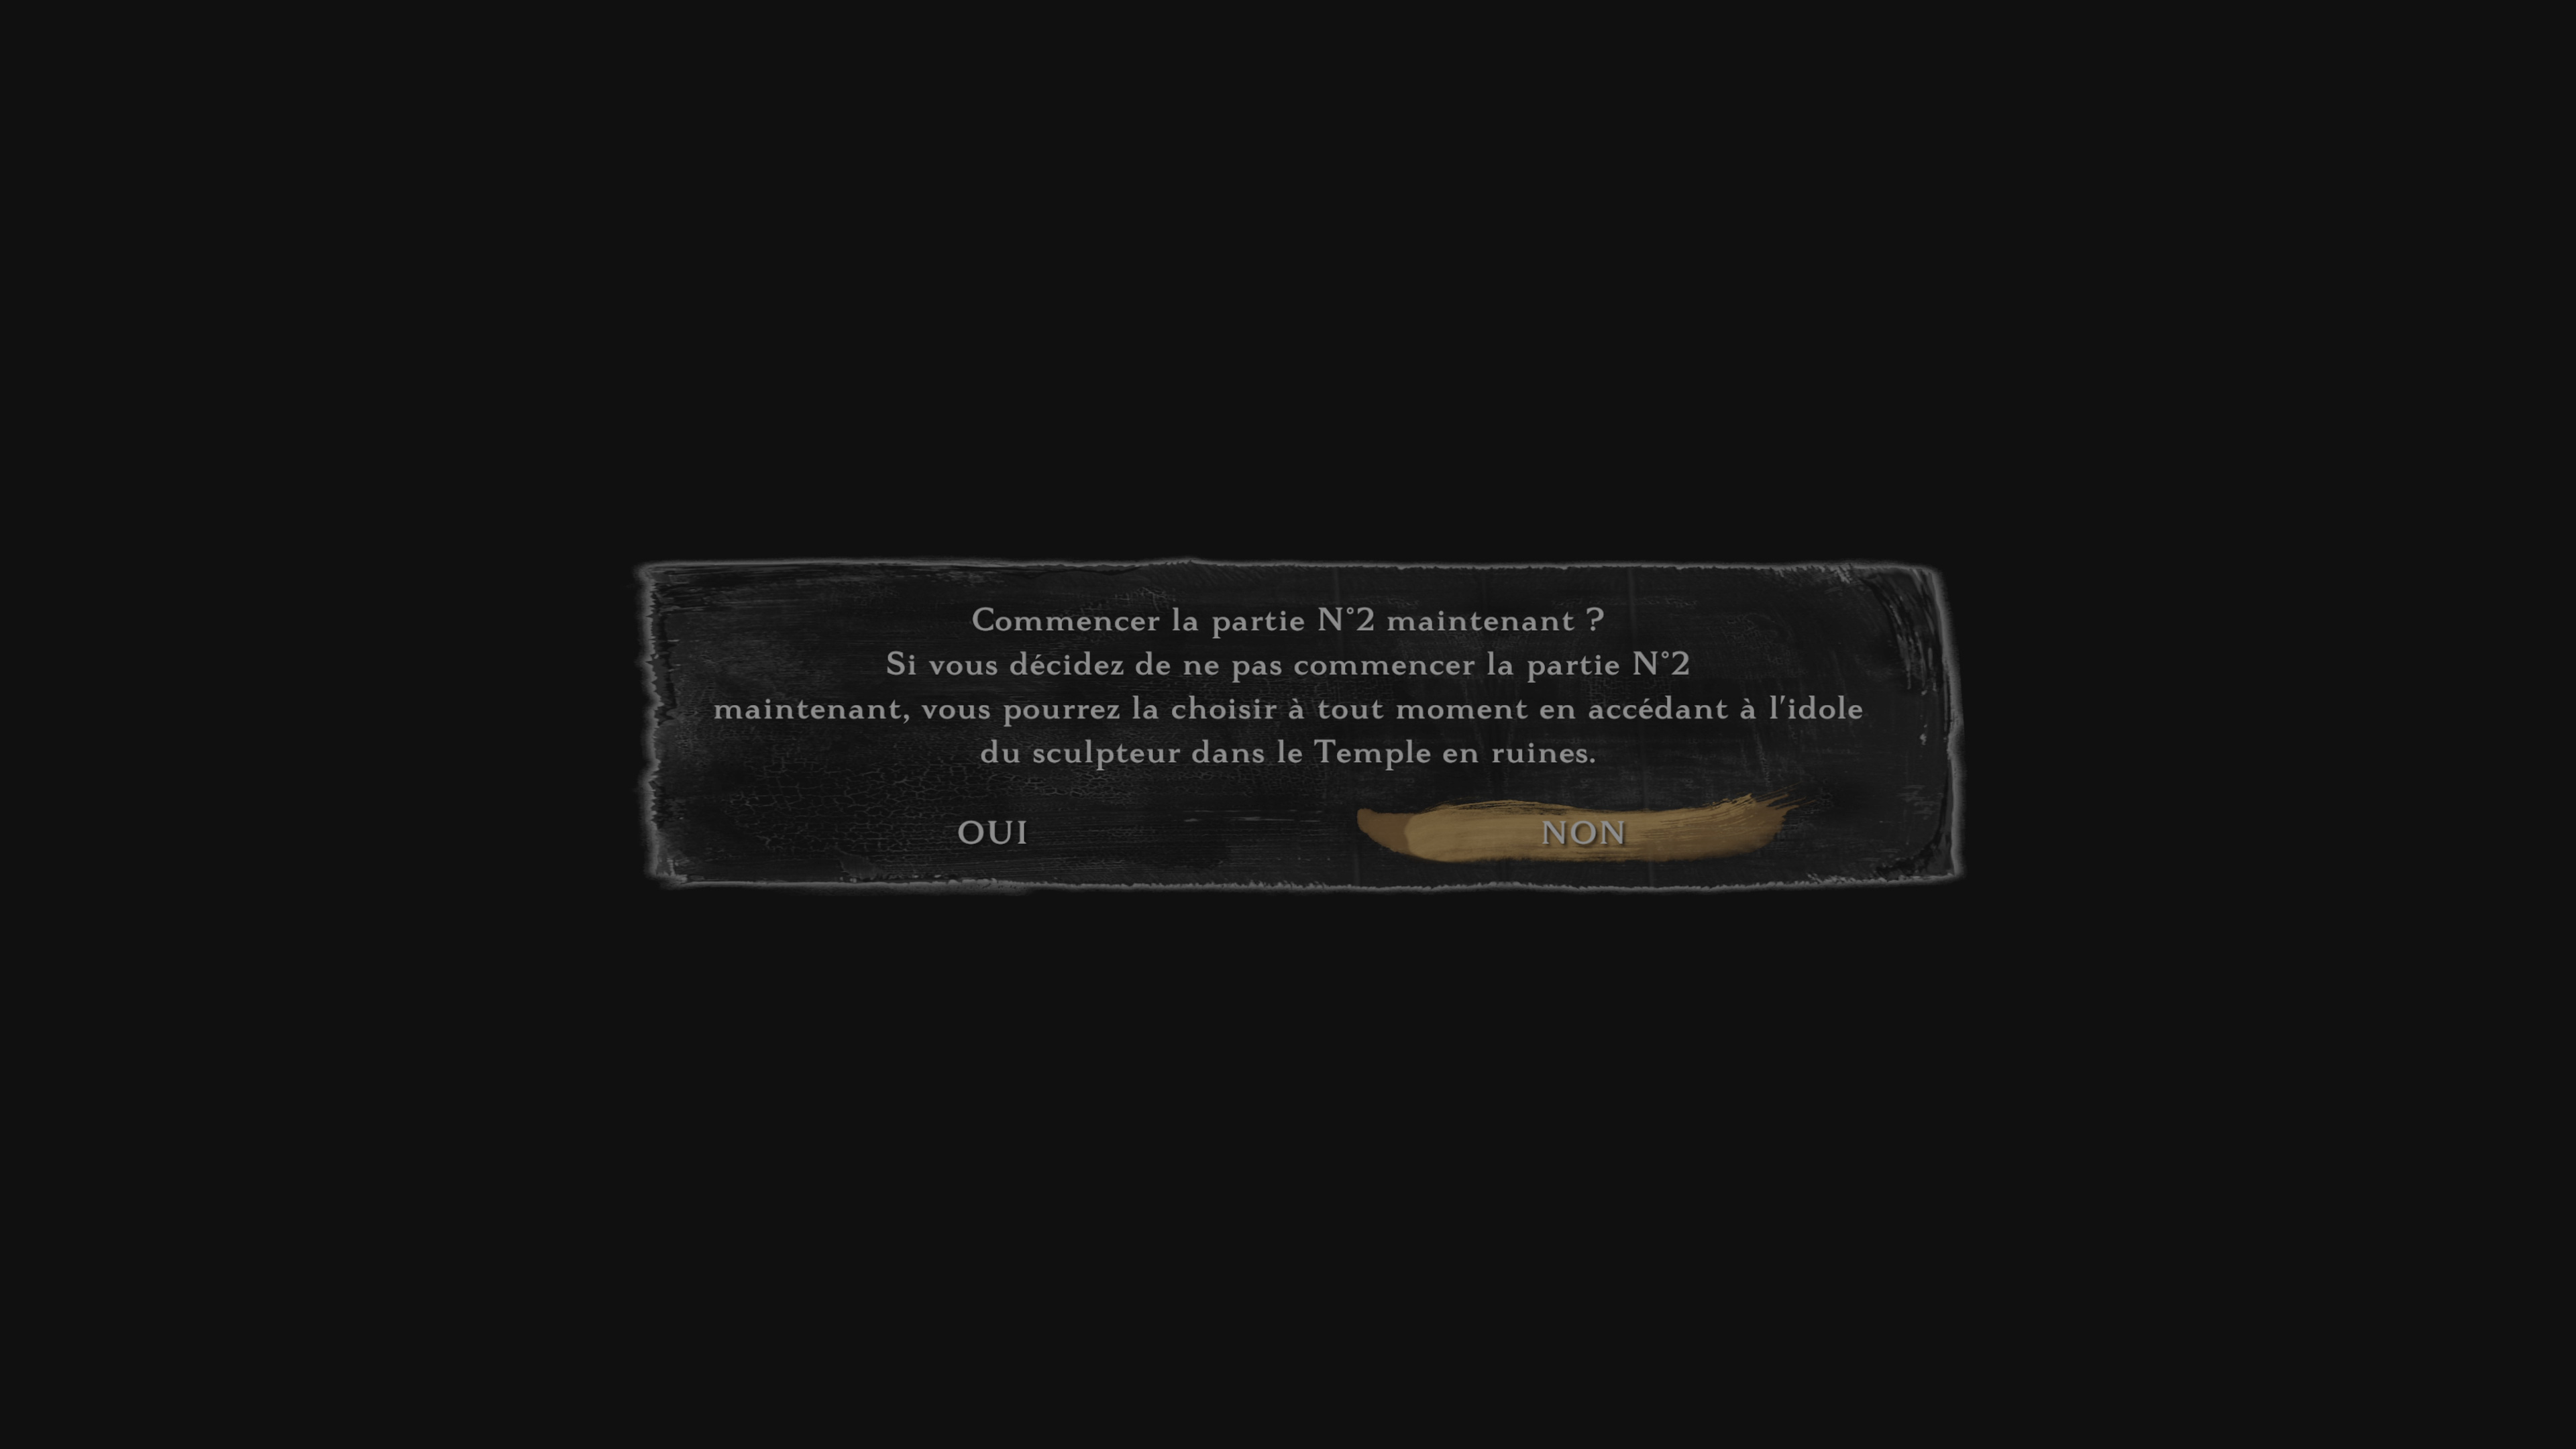 Commencer la partie N°2 maintenant ?
Si vous décidez de ne pas commencer la partie N°2
maintenant, vous pourrez la choisir à tout moment en accédant à l'idole
du sculpteur dans le Temple en ruines.
OUI
NON